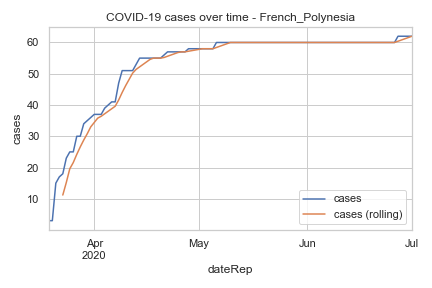 COVID-19 cases over time - French_Polynesia
60
50
40
30
20
10
cases
cases
cases (rolling)
Apr
2020
May
Jun
Jul
dateRep